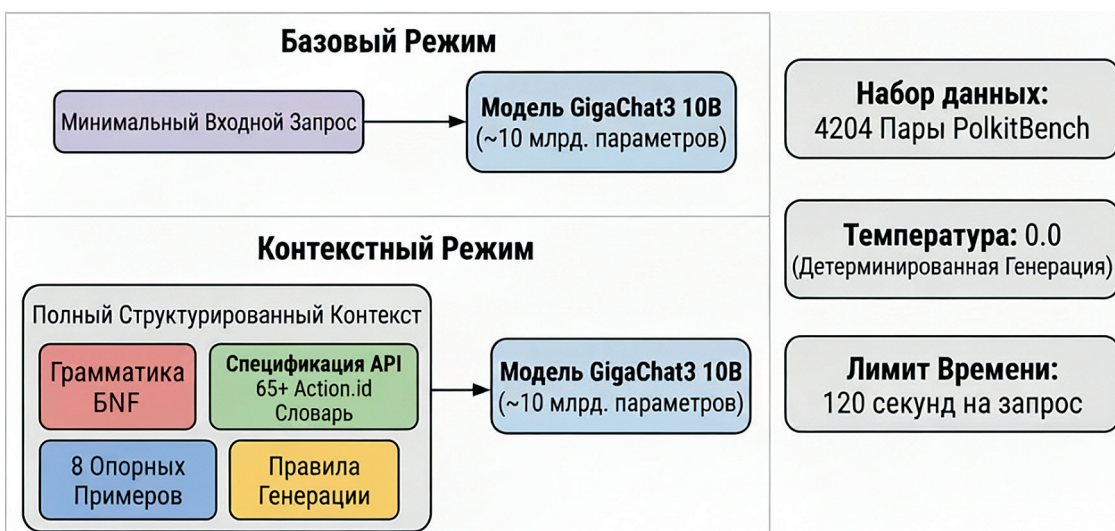 Базовый Режим
Минимальный Входной Запрос
Модель GigaChat3 10B
(~10 млрд. параметров)
Контекстный Режим
Полный Структурированный Контекст
Грамматика
БNF
Спецификация API
65+ Action.id
Словарь
8 Опорных
Примеров
Правила
Генерации
Модель GigaChat3 10B
(~10 млрд. параметров)
Набор данных:
4204 Пары PolkitBench
Температура: 0.0
(Детерминированная Генерация)
Лимит Времени:
120 секунд на запрос